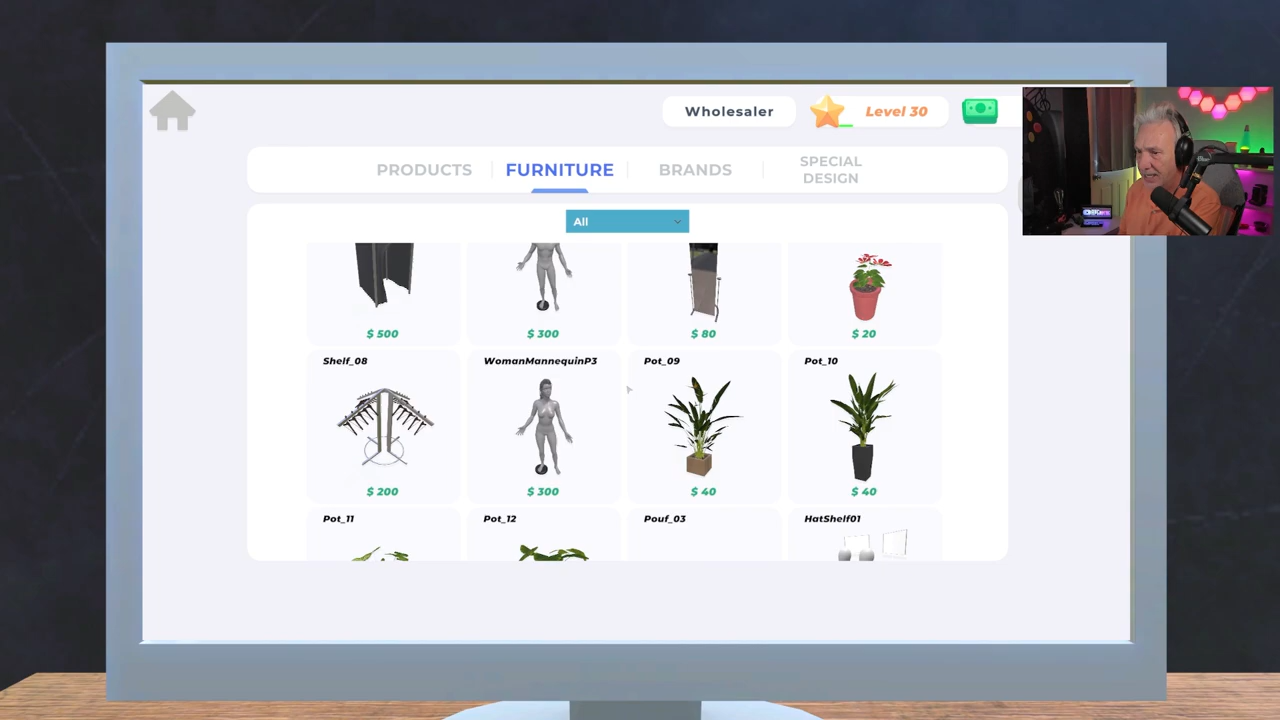 Wholesaler
Level 30
PRODUCTS
FURNITURE
BRANDS
SPECIAL
DESIGN
All
$ 500
$ 300
$ 80
$ 20
Shelf_08
WomanMannequinP3
Pot_09
Pot_10
$ 200
$ 300
$ 40
$ 40
Pot_11
Pot_12
Pouf_03
HatShelf01